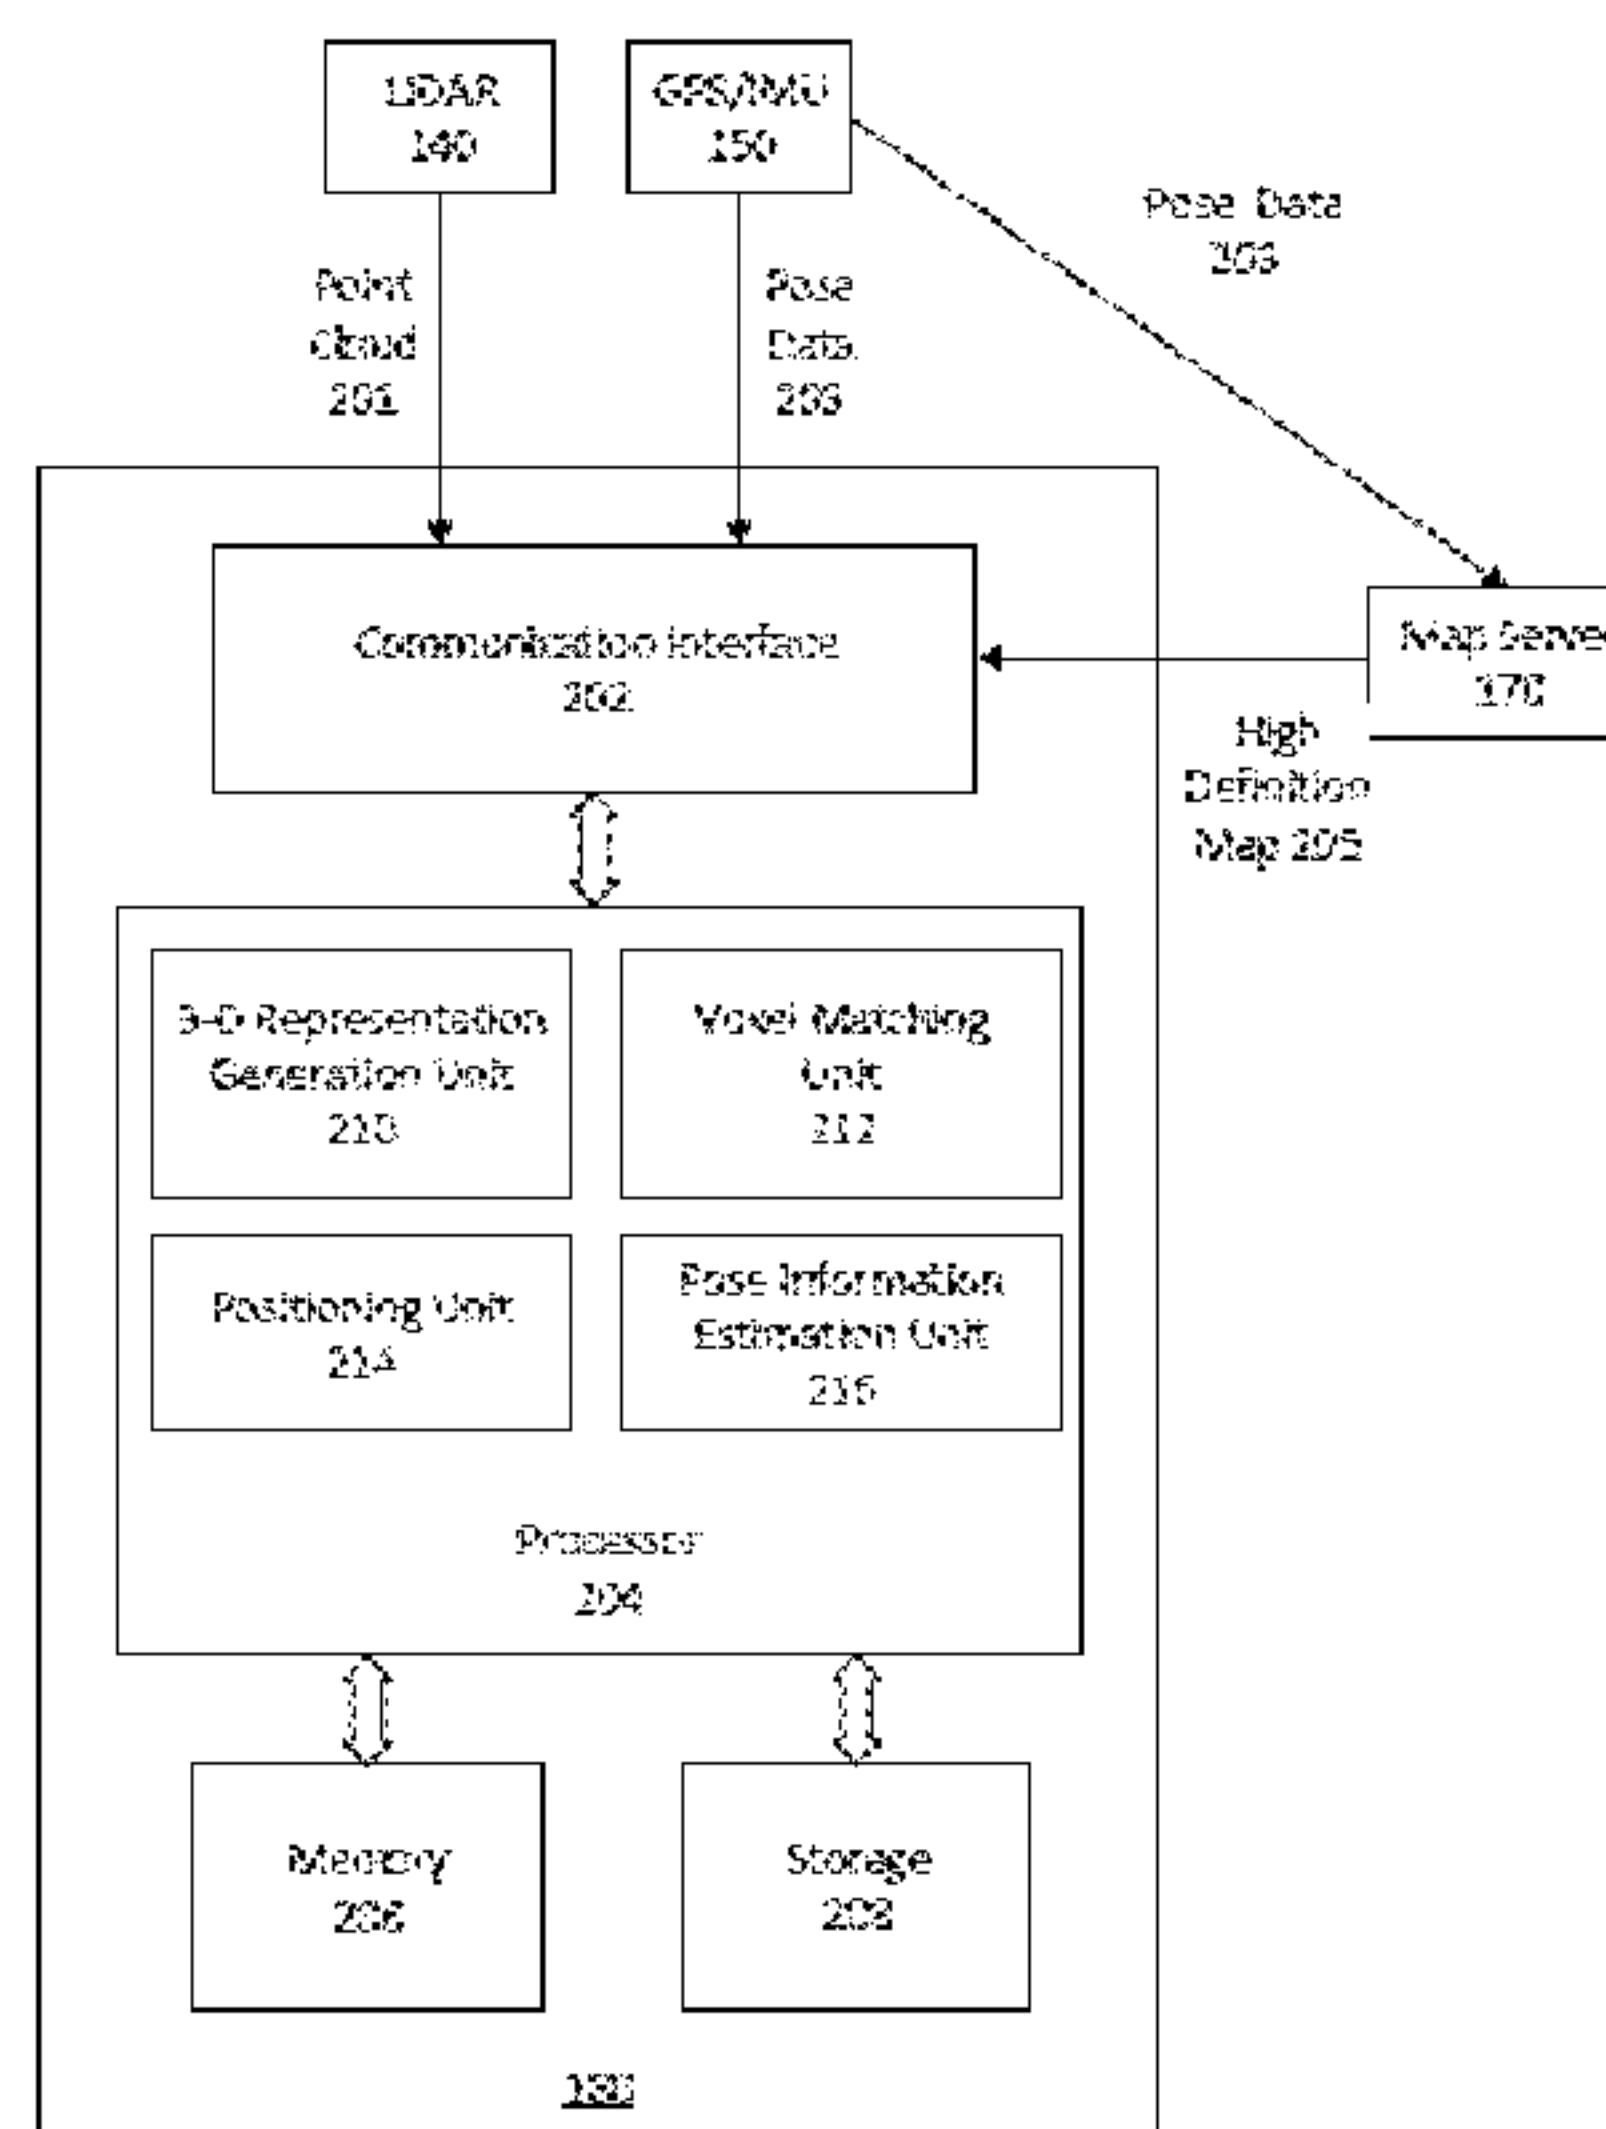 LiDAR
140
GPS/IMU
150
Pose Data
203
Point
Cloud
201
Pose
Data
203
Communication Interface
202
Map Serve
170
High
Definition
Map 205
3-D Representation
Generation Unit
210
Voxel Matching
Unit
212
Positioning Unit
214
Pose Information
Estimation Unit
216
Processor
204
Memory
206
Storage
208